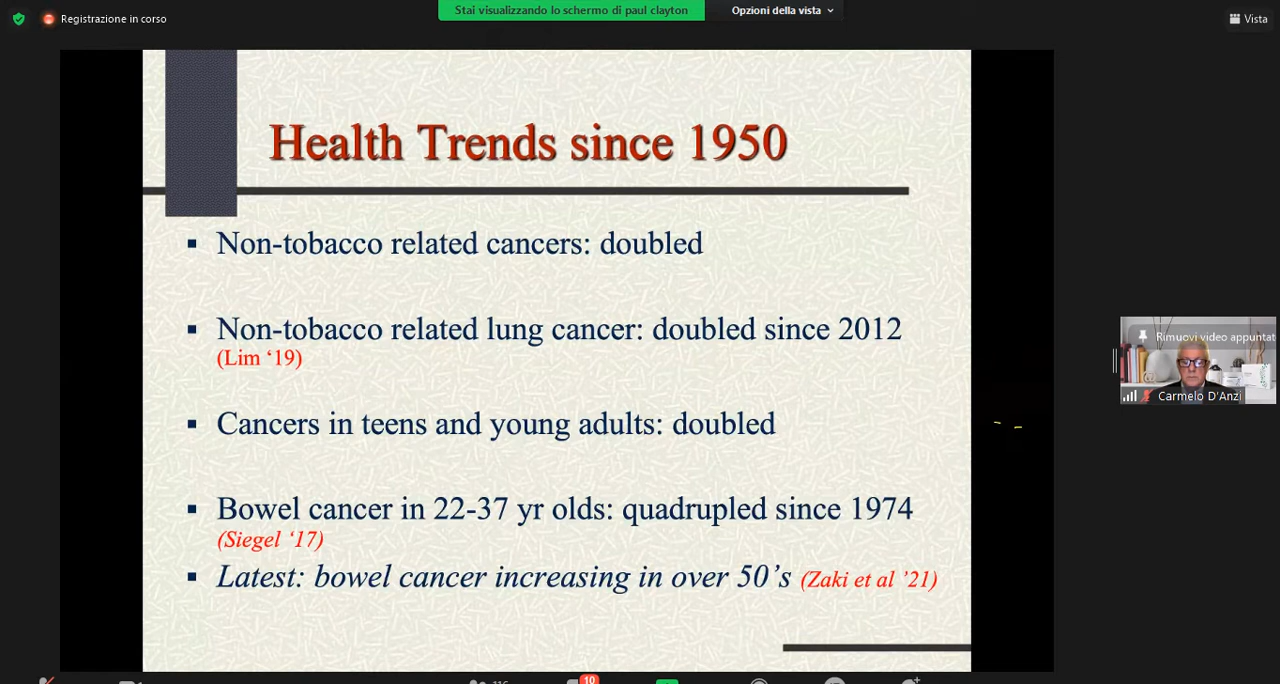 Registrazione in corso
Stai visualizzando lo schermo di paul clayton
Opzioni della vista
Vista
Health Trends since 1950
▪ Non-tobacco related cancers: doubled
▪ Non-tobacco related lung cancer: doubled since 2012
(Lim ‘19)
▪ Cancers in teens and young adults: doubled
▪ Bowel cancer in 22-37 yr olds: quadrupled since 1974
(Siegel ‘17)
▪ Latest: bowel cancer increasing in over 50’s (Zaki et al ’21)
Rimuovi video appuntat
Carmelo D'Anzi
10